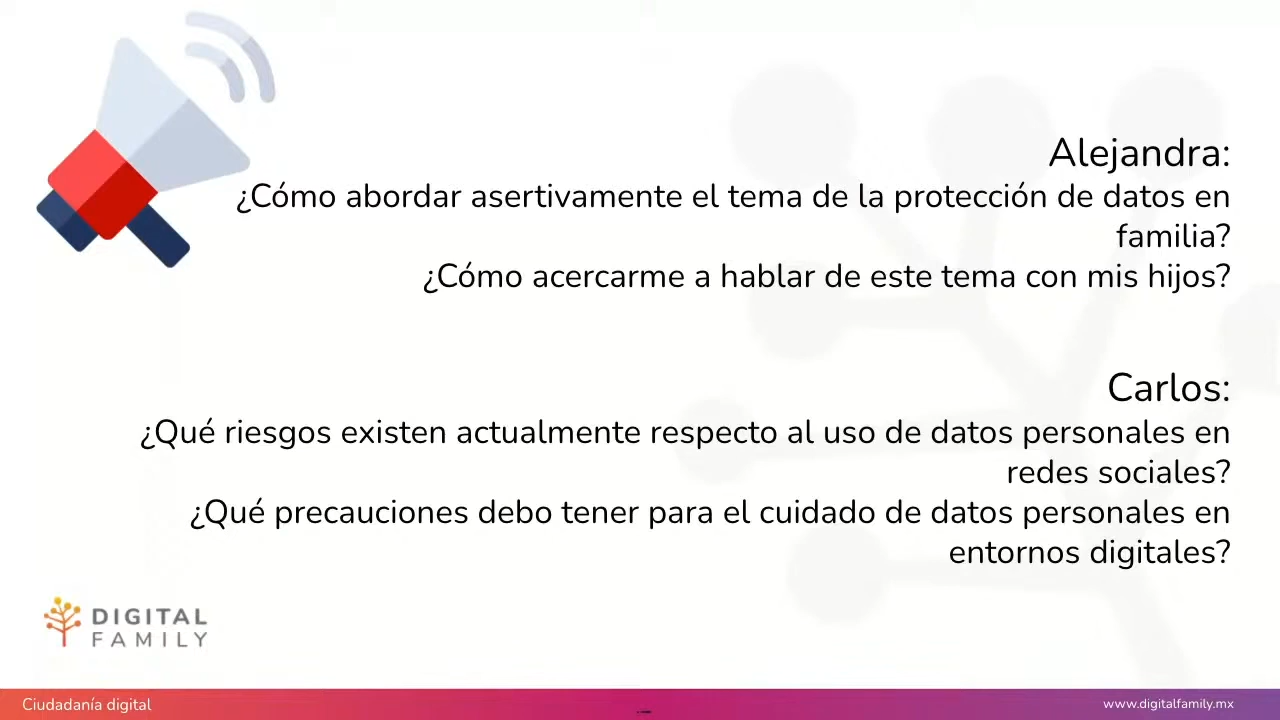 Alejandra:
¿Cómo abordar asertivamente el tema de la protección de datos en
familia?
¿Cómo acercarme a hablar de este tema con mis hijos?
Carlos:
¿Qué riesgos existen actualmente respecto al uso de datos personales en
redes sociales?
¿Qué precauciones debo tener para el cuidado de datos personales en
entornos digitales?
DIGITAL
FAMILY
Ciudadanía digital
www.digitalfamily.mx